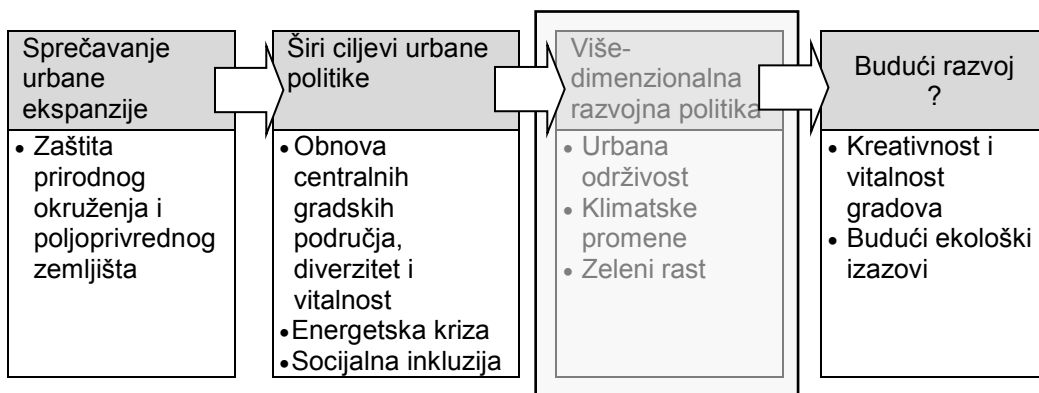 Sprečavanje
urbane
ekspanzije
• Zaštita
prirodnog
okruženja i
poljoprivrednog
zemljišta
Širi ciljevi urbane
politike
• Obnova
centralnih
gradskih
područja,
diverzitet i
vitalnost
• Energetska kriza
• Socijalna inkluzija
Više-
dimenzionalna
razvojna politika
• Urbana
održivost
• Klimatske
promene
• Zeleni rast
Budući razvoj
?
• Kreativnost i
vitalnost
gradova
• Budući ekološki
izazovi